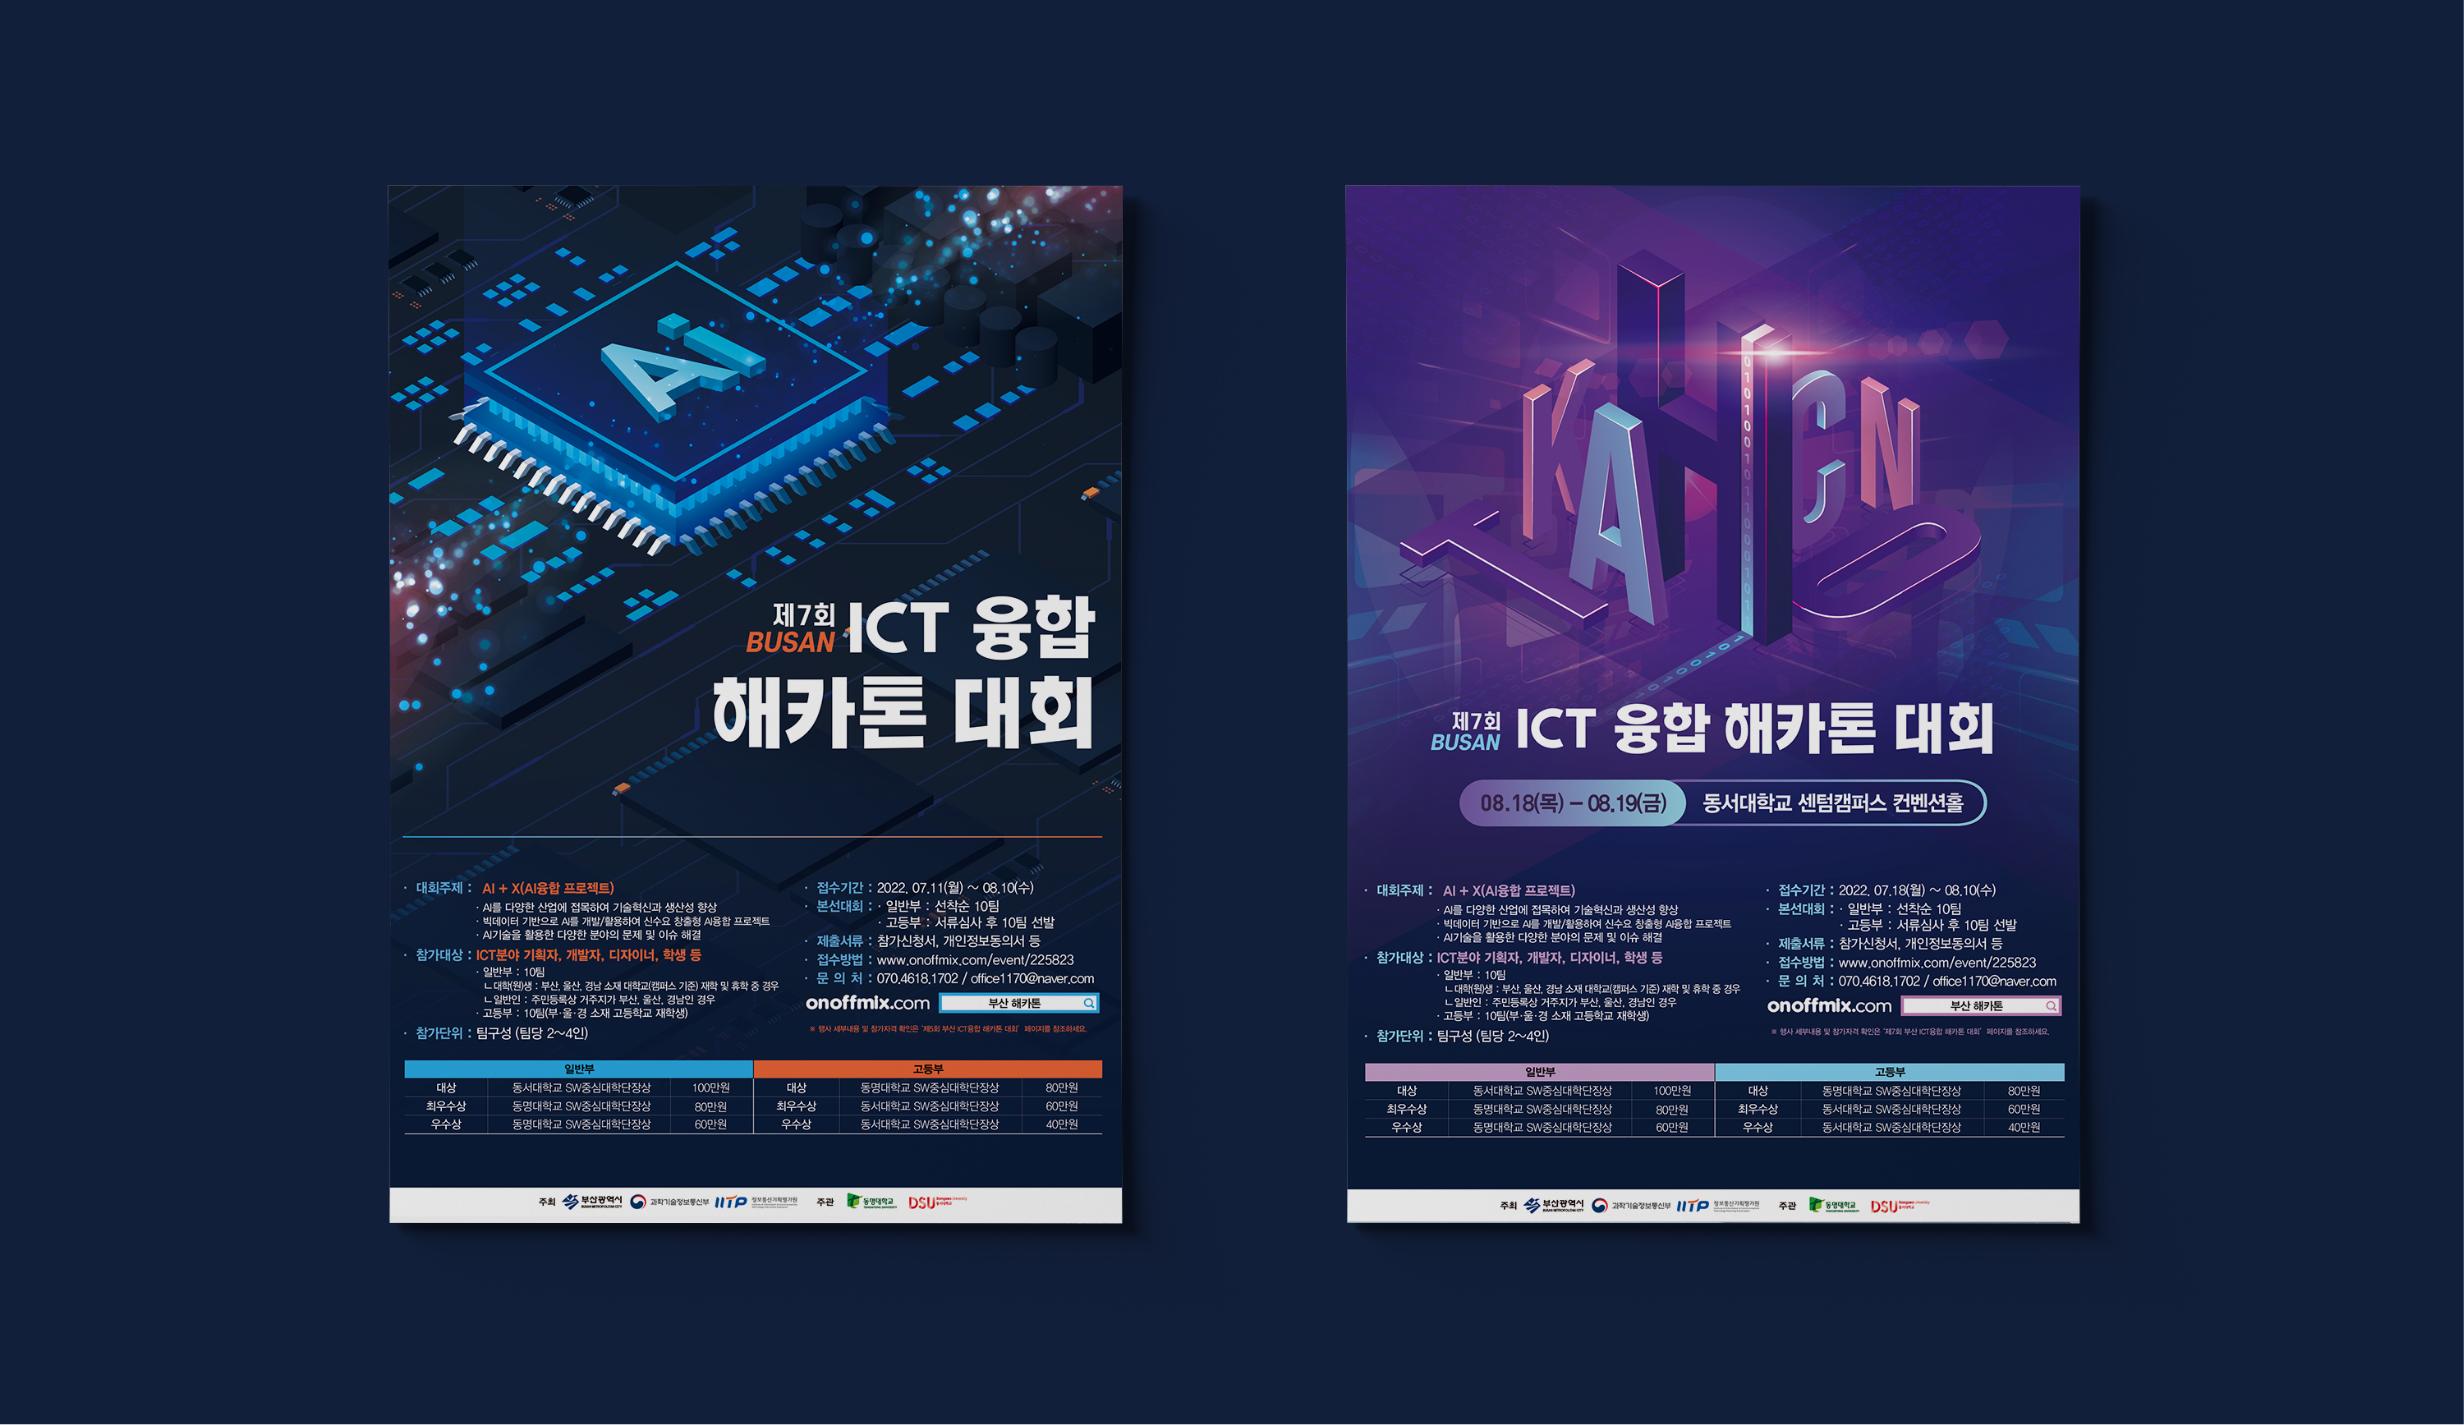 Ai
제7회
BUSAN
ICT 융합
해카톤 대회
· 대회주제 : AI + X(AI융합 프로젝트)
· AI를 다양한 산업에 접목하여 기술혁신과 생산성 향상
· 빅데이터 기반으로 AI를 개발/활용하여 신수요 창출형 AI융합 프로젝트
· AI기술을 활용한 다양한 분야의 문제 및 이슈 해결
· 참가대상 : ICT분야 기획자, 개발자, 디자이너, 학생 등
· 일반부 : 10팀
ㄴ대학(원)생 : 부산, 울산, 경남 소재 대학교(캠퍼스 기준) 재학 및 휴학 중 경우
ㄴ일반인 : 주민등록상 거주지가 부산, 울산, 경남인 경우
· 고등부 : 10팀(부·울·경 소재 고등학교 재학생)
· 참가단위 : 팀구성 (팀당 2~4인)
· 접수기간 : 2022. 07.11(월) ~ 08.10(수)
· 본선대회 : · 일반부 : 선착순 10팀
· 고등부 : 서류심사 후 10팀 선발
· 제출서류 : 참가신청서, 개인정보동의서 등
· 접수방법 : www.onoffmix.com/event/225823
· 문 의 처 : 070.4618.1702 / office1170@naver.com
onoffmix.com 부산 해카톤
※ 행사 세부내용 및 참가자격 확인은 '제5회 부산 ICT융합 해카톤 대회' 페이지를 참조하세요.
일반부 고등부
대상 동서대학교 SW중심대학단장상 100만원 대상 동명대학교 SW중심대학단장상 80만원
최우수상 동명대학교 SW중심대학단장상 80만원 최우수상 동서대학교 SW중심대학단장상 60만원
우수상 동명대학교 SW중심대학단장상 60만원 우수상 동서대학교 SW중심대학단장상 40만원
주최 부산광역시 과학기술정보통신부 IITP 정보통신기획평가원 주관 동명대학교 DSU 동서대학교
제7회
BUSAN
ICT 융합 해카톤 대회
08.18(목) – 08.19(금) 동서대학교 센텀캠퍼스 컨벤션홀
· 대회주제 : AI + X(AI융합 프로젝트)
· AI를 다양한 산업에 접목하여 기술혁신과 생산성 향상
· 빅데이터 기반으로 AI를 개발/활용하여 신수요 창출형 AI융합 프로젝트
· AI기술을 활용한 다양한 분야의 문제 및 이슈 해결
· 참가대상 : ICT분야 기획자, 개발자, 디자이너, 학생 등
· 일반부 : 10팀
ㄴ대학(원)생 : 부산, 울산, 경남 소재 대학교(캠퍼스 기준) 재학 및 휴학 중 경우
ㄴ일반인 : 주민등록상 거주지가 부산, 울산, 경남인 경우
· 고등부 : 10팀(부·울·경 소재 고등학교 재학생)
· 참가단위 : 팀구성 (팀당 2~4인)
· 접수기간 : 2022. 07.18(월) ~ 08.10(수)
· 본선대회 : · 일반부 : 선착순 10팀
· 고등부 : 서류심사 후 10팀 선발
· 제출서류 : 참가신청서, 개인정보동의서 등
· 접수방법 : www.onoffmix.com/event/225823
· 문 의 처 : 070.4618.1702 / office1170@naver.com
onoffmix.com 부산 해카톤
※ 행사 세부내용 및 참가자격 확인은 '제7회 부산 ICT융합 해카톤 대회' 페이지를 참조하세요.
일반부 고등부
대상 동서대학교 SW중심대학단장상 100만원 대상 동명대학교 SW중심대학단장상 80만원
최우수상 동명대학교 SW중심대학단장상 80만원 최우수상 동서대학교 SW중심대학단장상 60만원
우수상 동명대학교 SW중심대학단장상 60만원 우수상 동서대학교 SW중심대학단장상 40만원
주최 부산광역시 과학기술정보통신부 IITP 정보통신기획평가원 주관 동명대학교 DSU 동서대학교